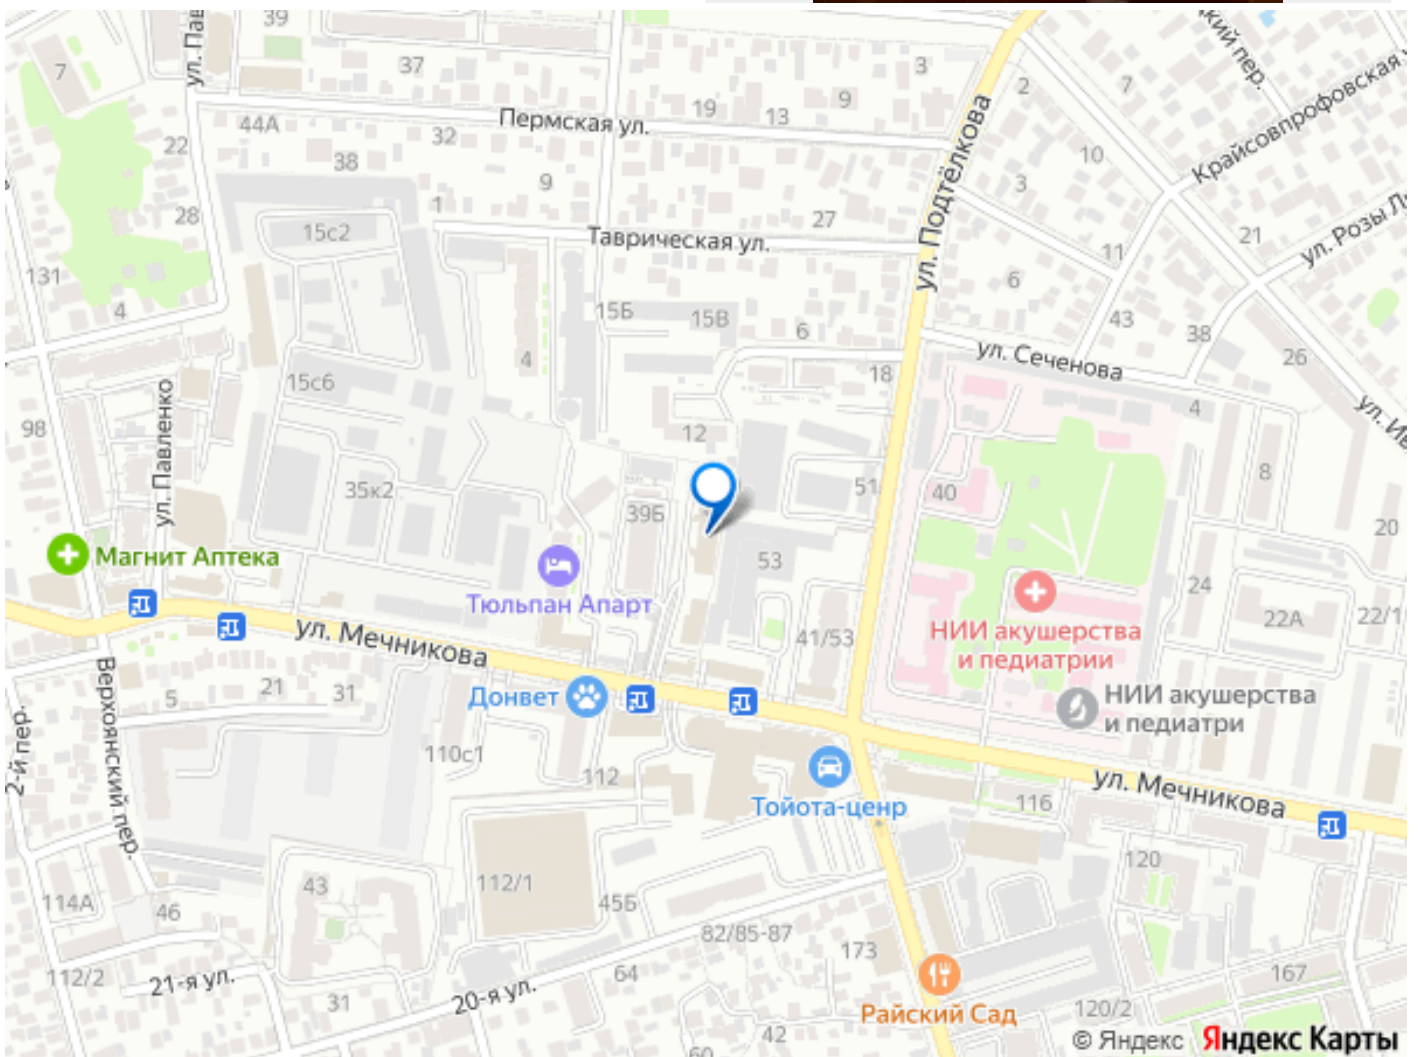 39
ул. Пав
7
37
3
2
7
кий пер.
Крайсовпрофовская у
19
9
13
44А
Пермская ул.
32
ул. Подтёлкова
22
38
10
9
3
28
1
27
15с2
Таврическая ул.
11
21
ул. Розы Л
131
6
4
15Б
15В
6
43
38
ул. Сеченова
26
4
15с6
18
ул. Павленко
4
ул. Ив
98
12
8
35к2
39Б
51
40
20
Магнит Аптека
53
24
Тюльпан Апарт
22А
22/1
ул. Мечникова
41/53
НИИ акушерства
и педиатрии
Верхоянский пер.
5
21
31
Донвет
НИИ акушерства
и педиатри
2-й пер.
110с1
112
Тойота-ценр
ул. Мечникова
116
120
43
112/1
114А
46
45Б
82/85-87
173
112/2
21-я ул.
31
20-я ул.
64
167
Райский Сад
120/2
42
60
© Яндекс Яндекс Карты